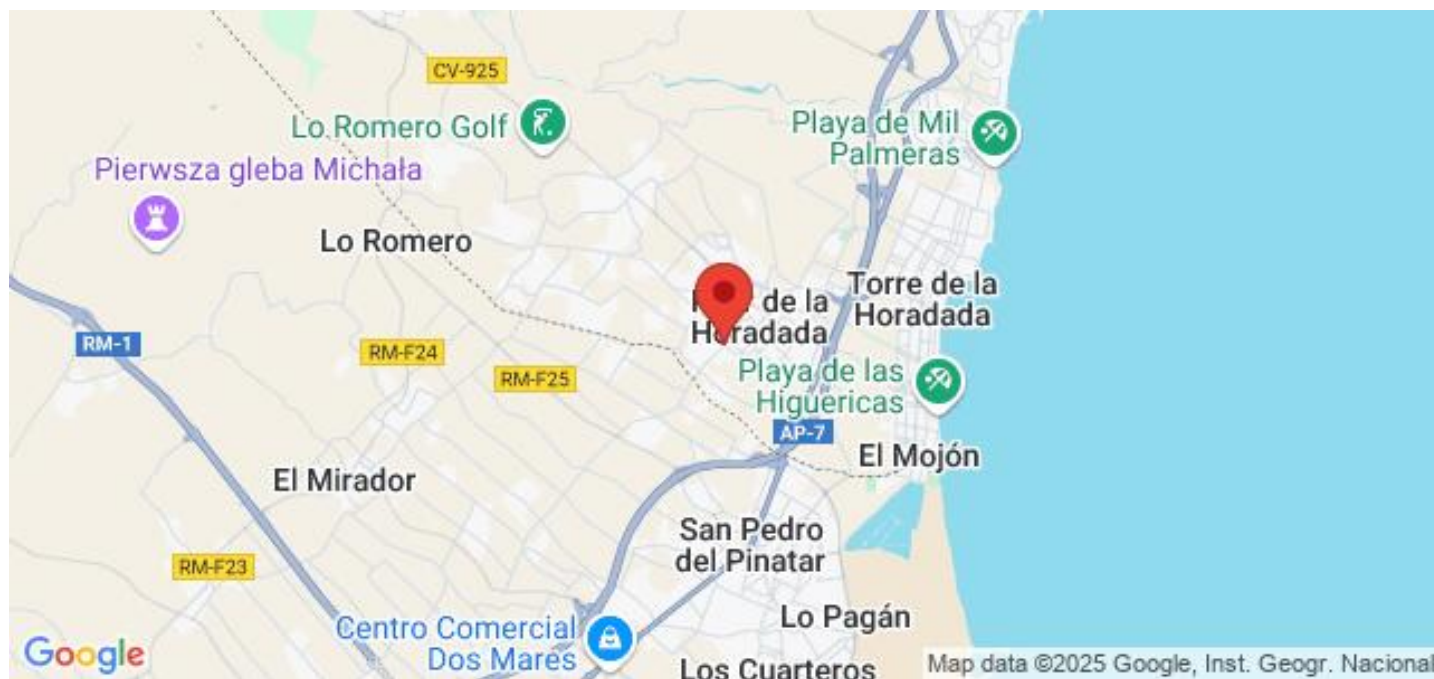 CV-925
Lo Romero Golf
Playa de Mil
Palmeras
Pierwsza gleba Michała
Lo Romero
de la
Horadada
Torre de la
Horadada
RM-1
RM-F24
RM-F25
Playa de las
Higuericas
AP-7
El Mojón
El Mirador
San Pedro
del Pinatar
RM-F23
Lo Pagán
Centro Comercial
Dos Mares
Los Cuarteros
Google
Map data ©2025 Google, Inst. Geogr. Nacional